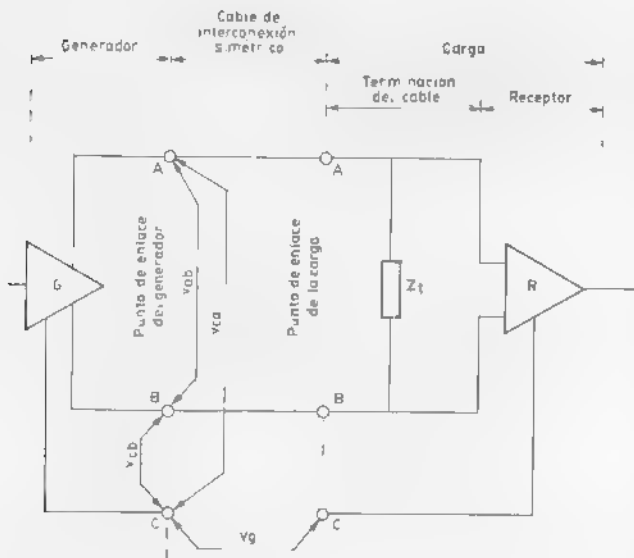 Generador
Cable de
interconexión
simétrico
Carga
Terminación
del cable
Receptor
A
A
G
Punto de enlace
del generador
Vab
Vca
Punto de enlace
de la carga
Zt
R
B
B
Vcb
C
C
Vg